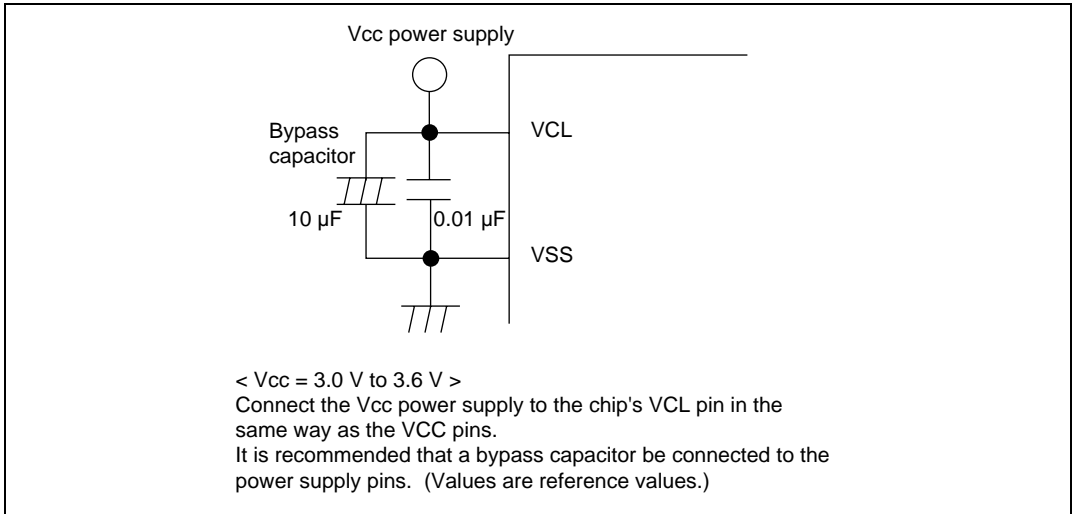 Vcc power supply
Bypass
capacitor
VCL
10 µF
0.01 µF
VSS
< Vcc = 3.0 V to 3.6 V >
Connect the Vcc power supply to the chip's VCL pin in the
same way as the VCC pins.
It is recommended that a bypass capacitor be connected to the
power supply pins.  (Values are reference values.)